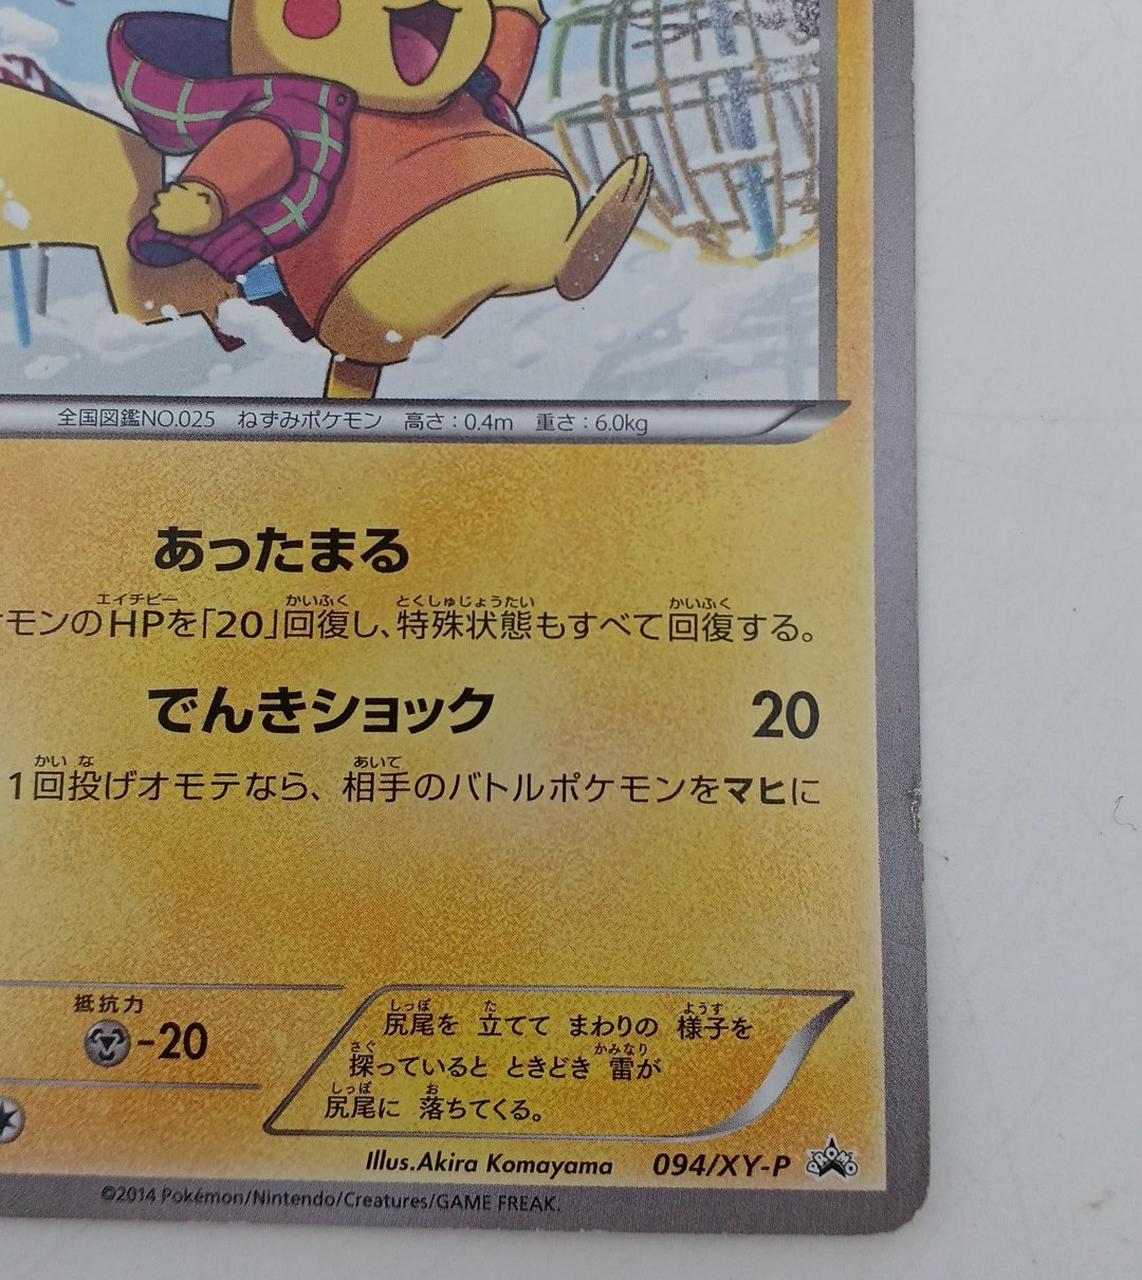 全国図鑑NO.025 ねずみポケモン 高さ:0.4m 重さ:6.0kg
あったまる
エイチピー かいふく とくしゅじょうたい かいふく
モンのHPを「20」回復し、特殊状態もすべて回復する。
でんきショック 20
かい な あいて
1回投げオモテなら、相手のバトルポケモンをマヒに
抵抗力
-20
しっぽ た ようす
尻尾を 立てて まわりの 様子を
さぐ かみなり
探っていると ときどき 雷が
しっぽ お
尻尾に 落ちてくる。
Illus.Akira Komayama 094/XY-P PROMO
©2014 Pokémon/Nintendo/Creatures/GAME FREAK.